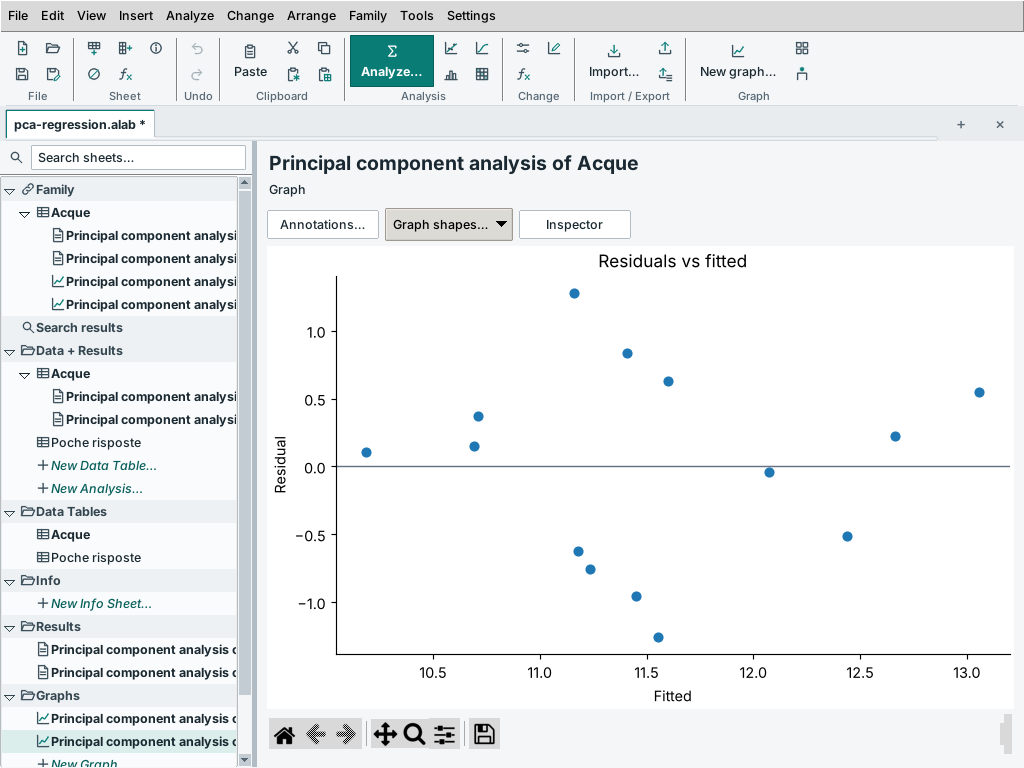 File Edit View Insert Analyze Change Arrange Family Tools Settings
Paste
Analyze...
Import...
New graph...
File Sheet Undo Clipboard Analysis Change Import / Export Graph
pca-regression.alab *
Search sheets...
Family
Acque
Principal component analysi
Principal component analysi
Principal component analysi
Principal component analysi
Search results
Data + Results
Acque
Principal component analysi
Principal component analysi
Poche risposte
New Data Table...
New Analysis...
Data Tables
Acque
Poche risposte
Info
New Info Sheet...
Results
Principal component analysis
Principal component analysis
Graphs
Principal component analysis
Principal component analysis
New Graph
Principal component analysis of Acque
Graph
Annotations... Graph shapes... Inspector
Residuals vs fitted
1.0
0.5
0.0
−0.5
−1.0
Residual
10.5 11.0 11.5 12.0 12.5 13.0
Fitted